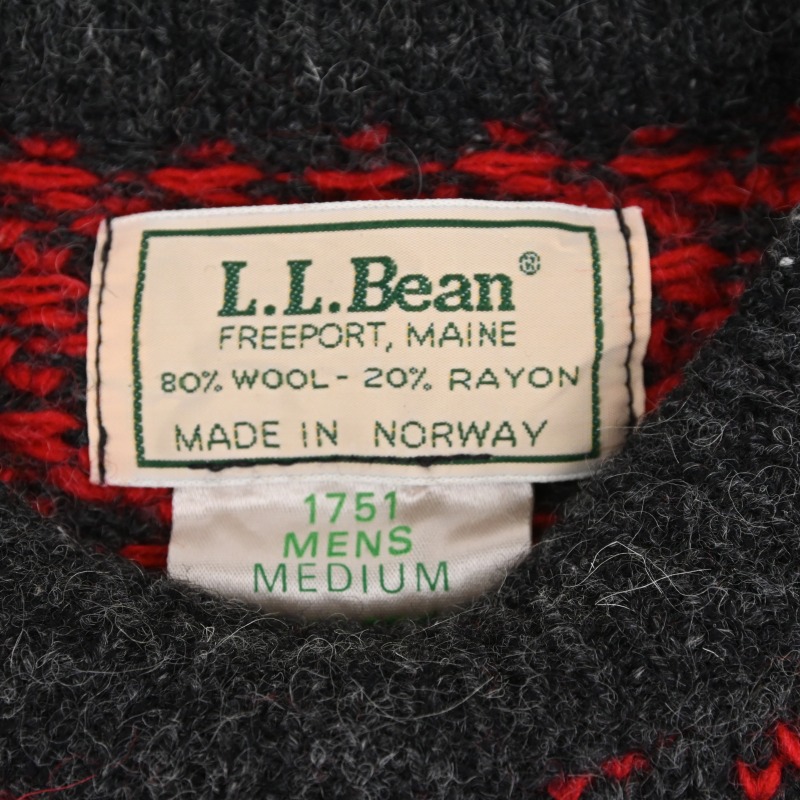 L.L.Bean®
FREEPORT, MAINE
80% WOOL - 20% RAYON
MADE IN NORWAY
1751
MENS
MEDIUM